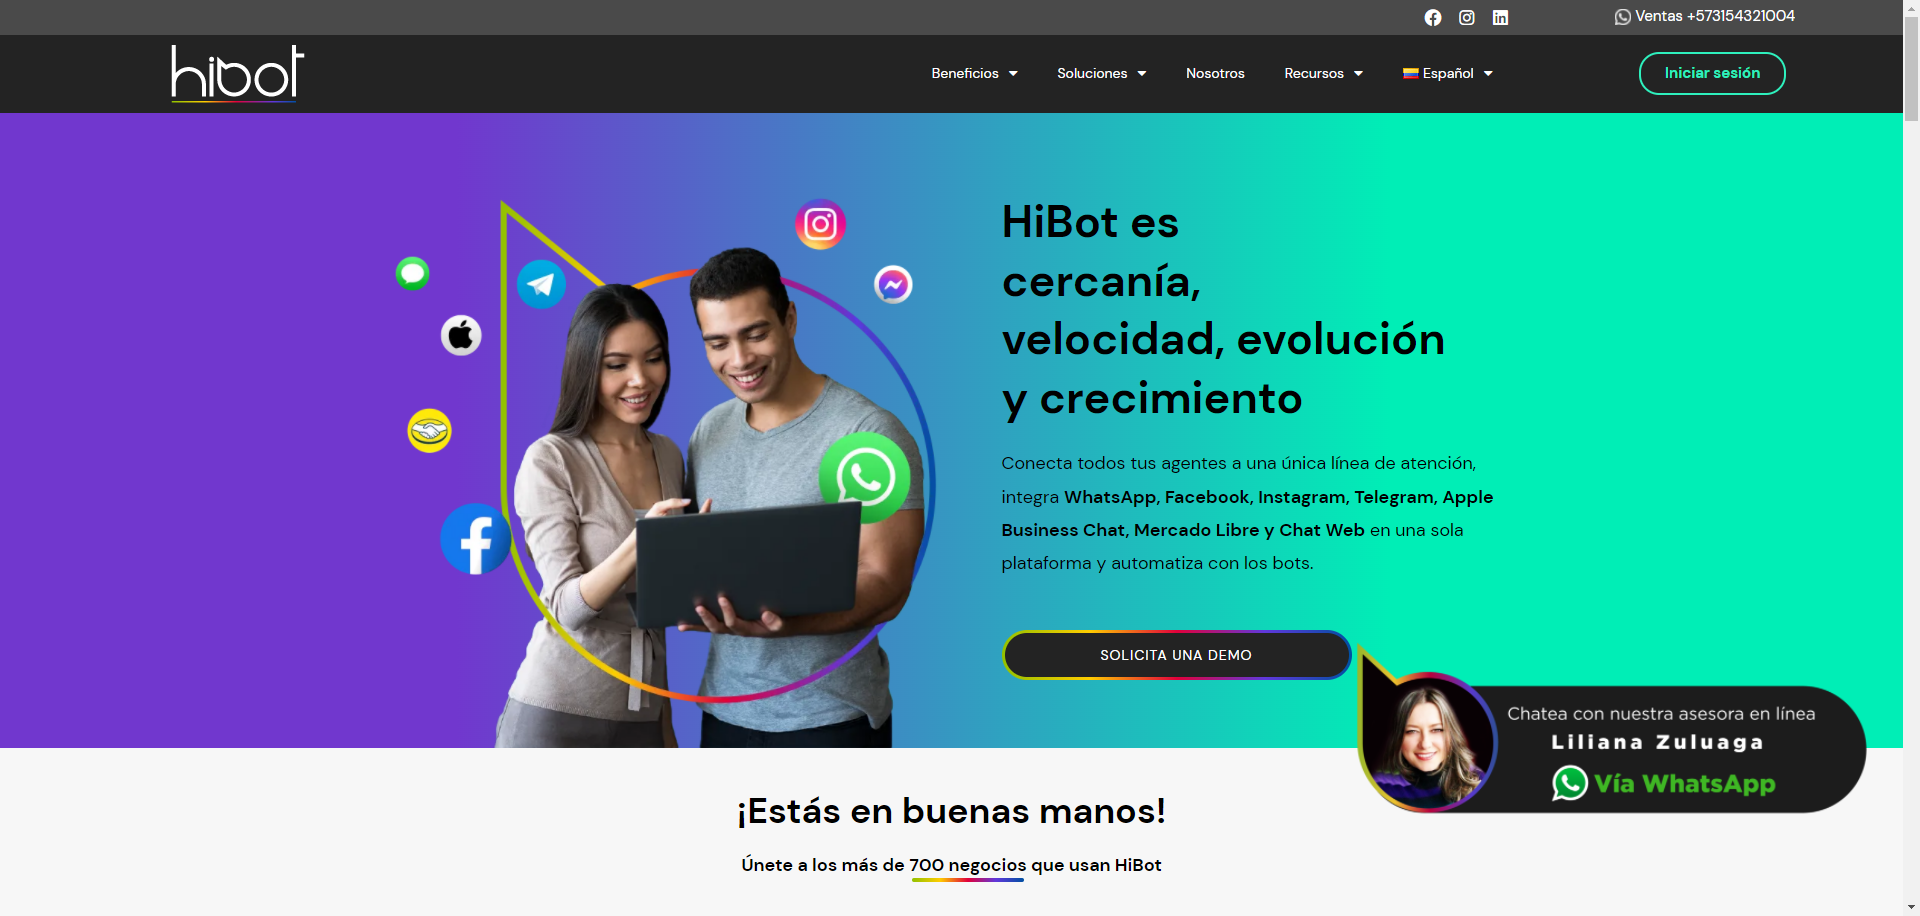 Ventas +573154321004
hibot
Beneficios
Soluciones
Nosotros
Recursos
Español
Iniciar sesión
HiBot es
cercanía,
velocidad, evolución
y crecimiento
Conecta todos tus agentes a una única línea de atención,
integra WhatsApp, Facebook, Instagram, Telegram, Apple
Business Chat, Mercado Libre y Chat Web en una sola
plataforma y automatiza con los bots.
SOLICITA UNA DEMO
Chatea con nuestra asesora en línea
Liliana Zuluaga
Vía WhatsApp
¡Estás en buenas manos!
Únete a los más de 700 negocios que usan HiBot